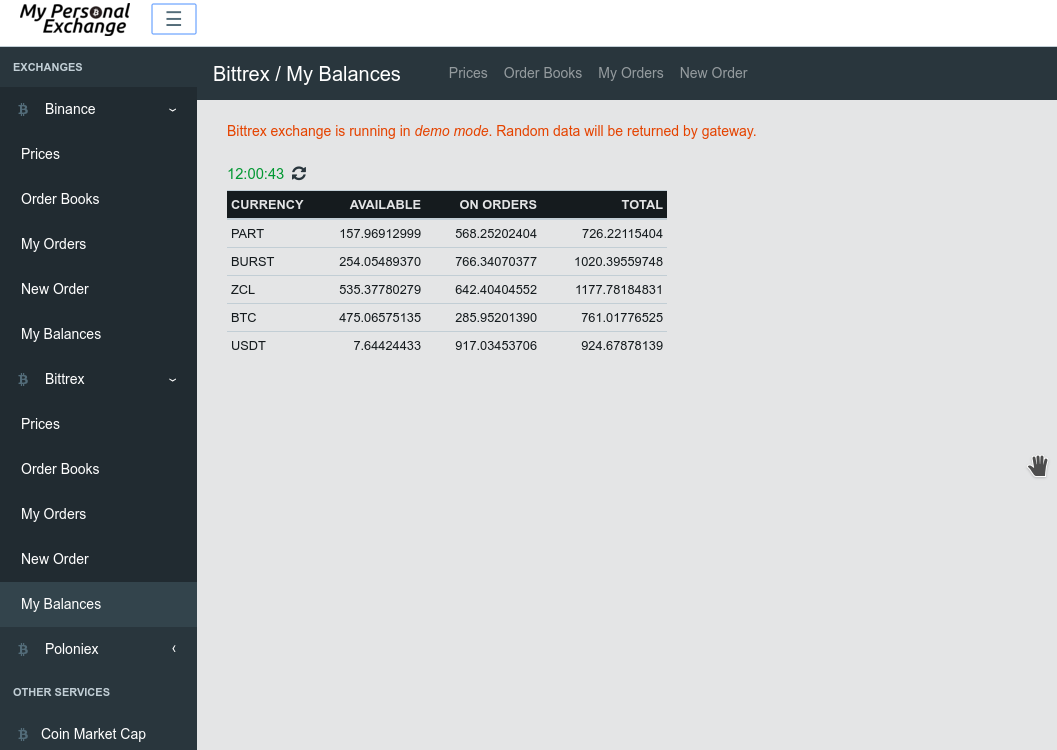 My Personal
Exchange
EXCHANGES
Binance
Prices
Order Books
My Orders
New Order
My Balances
Bittrex
Prices
Order Books
My Orders
New Order
My Balances
Poloniex
OTHER SERVICES
Coin Market Cap
Bittrex / My Balances Prices Order Books My Orders New Order
Bittrex exchange is running in demo mode. Random data will be returned by gateway.
12:00:43
CURRENCY AVAILABLE ON ORDERS TOTAL
PART 157.96912999 568.25202404 726.22115404
BURST 254.05489370 766.34070377 1020.39559748
ZCL 535.37780279 642.40404552 1177.78184831
BTC 475.06575135 285.95201390 761.01776525
USDT 7.64424433 917.03453706 924.67878139